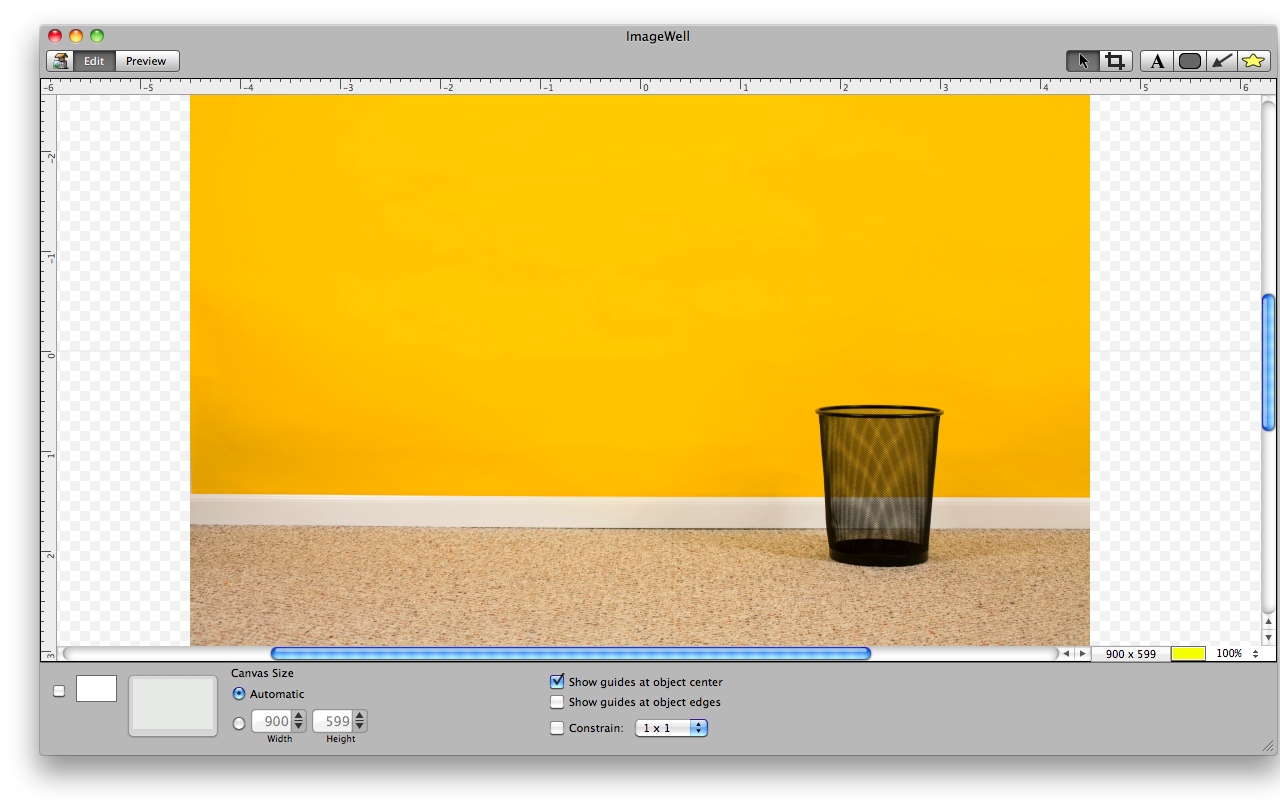 ImageWell
Edit Preview
A
-6 -5 -4 -3 -2 -1 0 1 2 3 4 5 6
-2
-1
0
1
2
3
900 x 599 100%
Canvas Size
Automatic
900 599
Width Height
Show guides at object center
Show guides at object edges
Constrain: 1 x 1